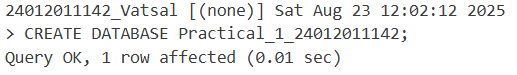 24012011142_Vatsal [(none)] Sat Aug 23 12:02:12 2025
> CREATE DATABASE Practical_1_24012011142;
Query OK, 1 row affected (0.01 sec)